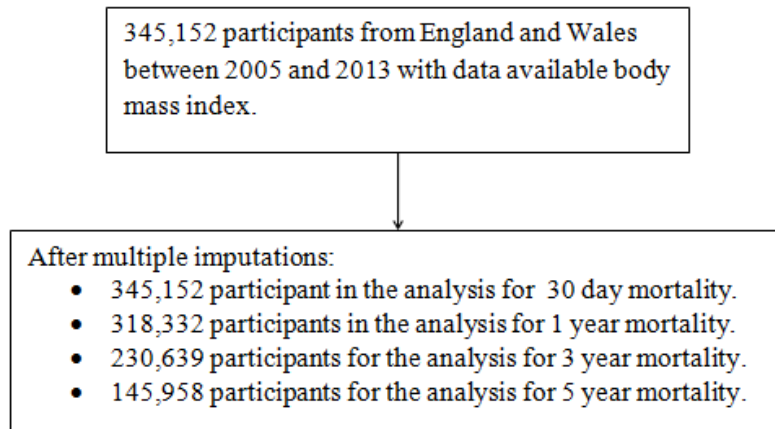 345,152 participants from England and Wales
between 2005 and 2013 with data available body
mass index.
After multiple imputations:
• 345,152 participant in the analysis for 30 day mortality.
• 318,332 participants in the analysis for 1 year mortality.
• 230,639 participants for the analysis for 3 year mortality.
• 145,958 participants for the analysis for 5 year mortality.